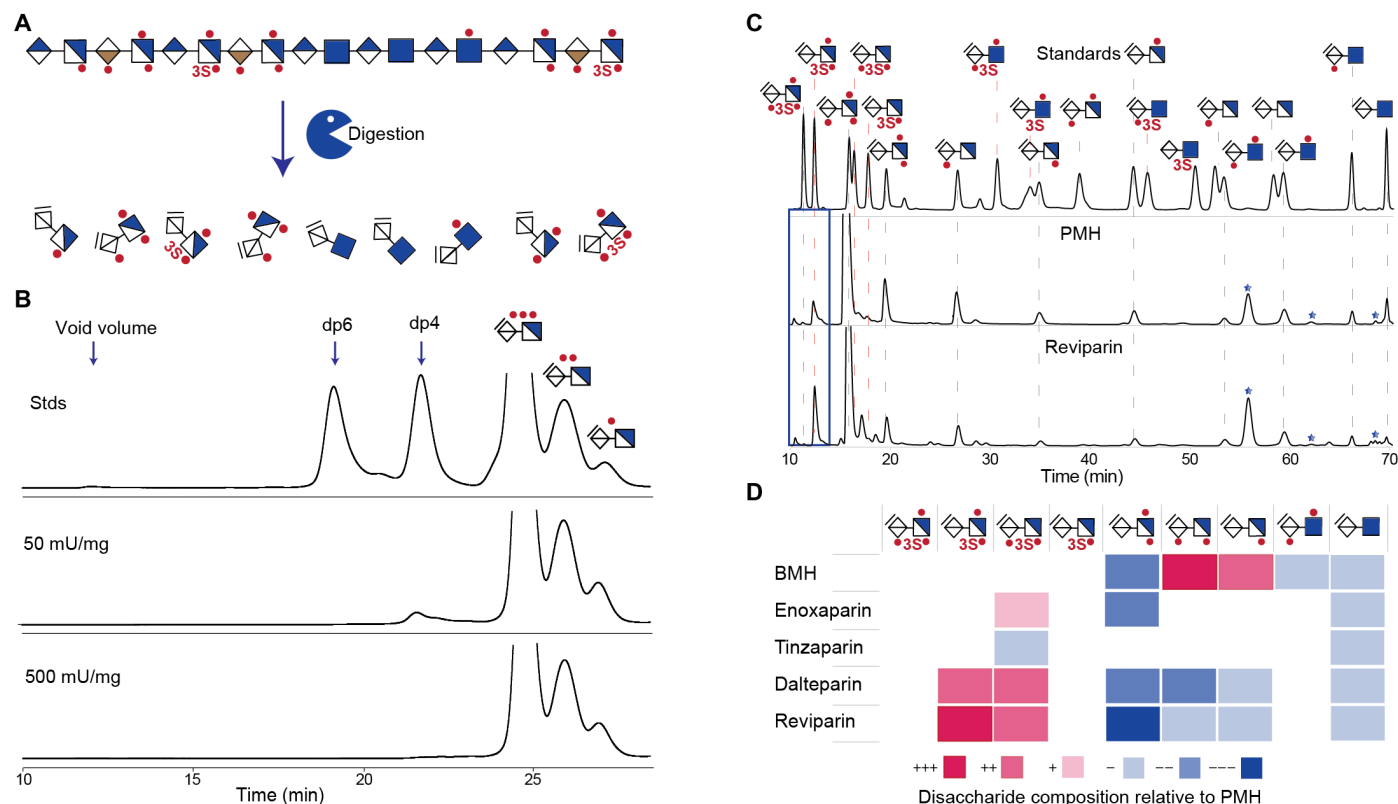 A
3S
3S
Digestion
3S
3S
B
Void volume
dp6
dp4
Stds
50 mU/mg
500 mU/mg
10
15
20
25
Time (min)
C
Standards
3S
3S
3S
3S
3S
3S
3S
3S
PMH
Reviparin
10
20
30
40
50
60
70
Time (min)
D
3S
3S
3S
3S
BMH
Enoxaparin
Tinzaparin
Dalteparin
Reviparin
+++ ++ + – –– –––
Disaccharide composition relative to PMH